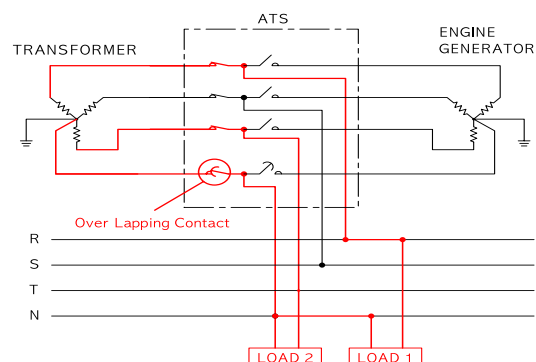 ATS
TRANSFORMER
ENGINE
GENERATOR
Over Lapping Contact
R
S
T
N
LOAD 2
LOAD 1